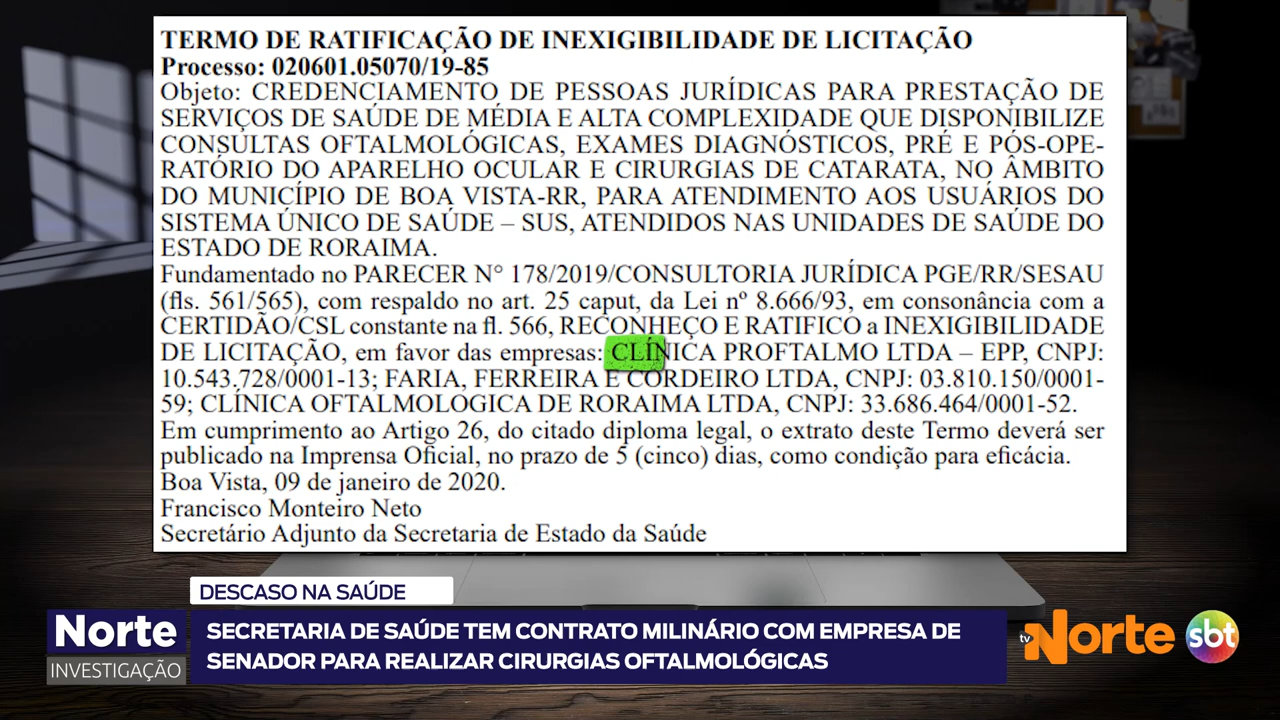 TERMO DE RATIFICAÇÃO DE INEXIGIBILIDADE DE LICITAÇÃO
Processo: 020601.05070/19-85
Objeto: CREDENCIAMENTO DE PESSOAS JURÍDICAS PARA PRESTAÇÃO DE
SERVIÇOS DE SAÚDE DE MÉDIA E ALTA COMPLEXIDADE QUE DISPONIBILIZE
CONSULTAS OFTALMOLÓGICAS, EXAMES DIAGNÓSTICOS, PRÉ E PÓS-OPE-
RATÓRIO DO APARELHO OCULAR E CIRURGIAS DE CATARATA, NO ÂMBITO
DO MUNICÍPIO DE BOA VISTA-RR, PARA ATENDIMENTO AOS USUÁRIOS DO
SISTEMA ÚNICO DE SAÚDE – SUS, ATENDIDOS NAS UNIDADES DE SAÚDE DO
ESTADO DE RORAIMA.
Fundamentado no PARECER N° 178/2019/CONSULTORIA JURÍDICA PGE/RR/SESAU
(fls. 561/565), com respaldo no art. 25 caput, da Lei nº 8.666/93, em consonância com a
CERTIDÃO/CSL constante na fl. 566, RECONHEÇO E RATIFICO a INEXIGIBILIDADE
DE LICITAÇÃO, em favor das empresas: CLÍNICA PROFTALMO LTDA – EPP, CNPJ:
10.543.728/0001-13; FARIA, FERREIRA E CORDEIRO LTDA, CNPJ: 03.810.150/0001-
59; CLÍNICA OFTALMOLOGICA DE RORAIMA LTDA, CNPJ: 33.686.464/0001-52.
Em cumprimento ao Artigo 26, do citado diploma legal, o extrato deste Termo deverá ser
publicado na Imprensa Oficial, no prazo de 5 (cinco) dias, como condição para eficácia.
Boa Vista, 09 de janeiro de 2020.
Francisco Monteiro Neto
Secretário Adjunto da Secretaria de Estado da Saúde
DESCASO NA SAÚDE
Norte
INVESTIGAÇÃO
SECRETARIA DE SAÚDE TEM CONTRATO MILINÁRIO COM EMPRESA DE
SENADOR PARA REALIZAR CIRURGIAS OFTALMOLÓGICAS
tv Norte sbt